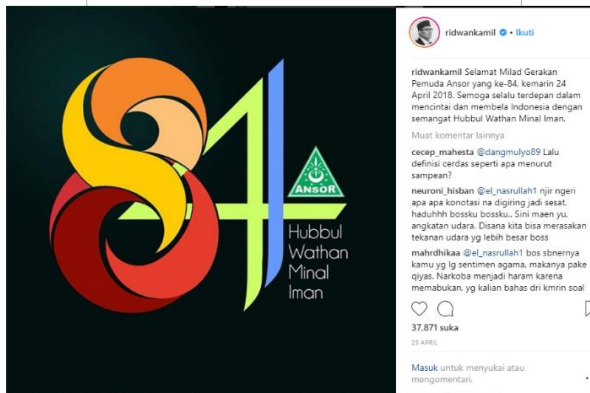 84
ANSOR
Hubbul
Wathan
Minal
Iman
ridwankamil • Ikuti
ridwankamil Selamat Milad Gerakan
Pemuda Ansor yang ke-84, kemarin 24
April 2018. Semoga selalu terdepan dalam
mencintai dan membela Indonesia dengan
semangat Hubbul Wathan Minal Iman.
Muat komentar lainnya
cecep_mahesta @dangmulyo89 Lalu
definisi cerdas seperti apa menurut
sampean?
neuroni_hisban @el_nasrullah1 njir ngeri
apa apa konotasi na digiring jadi sesat,
haduhhh bossku bossku.. Sini maen yu,
angkatan udara. Disana kita bisa merasakan
tekanan udara yg lebih besar boss
mahrdhikaa @el_nasrullah1 bos sbnernya
kamu yg lg sentimen agama, makanya pake
qiyas. Narkoba menjadi haram karena
memabukan, yg kalian bahas dri kmrin soal
37,871 suka
25 APRIL
Masuk untuk menyukai atau
mengomentari.